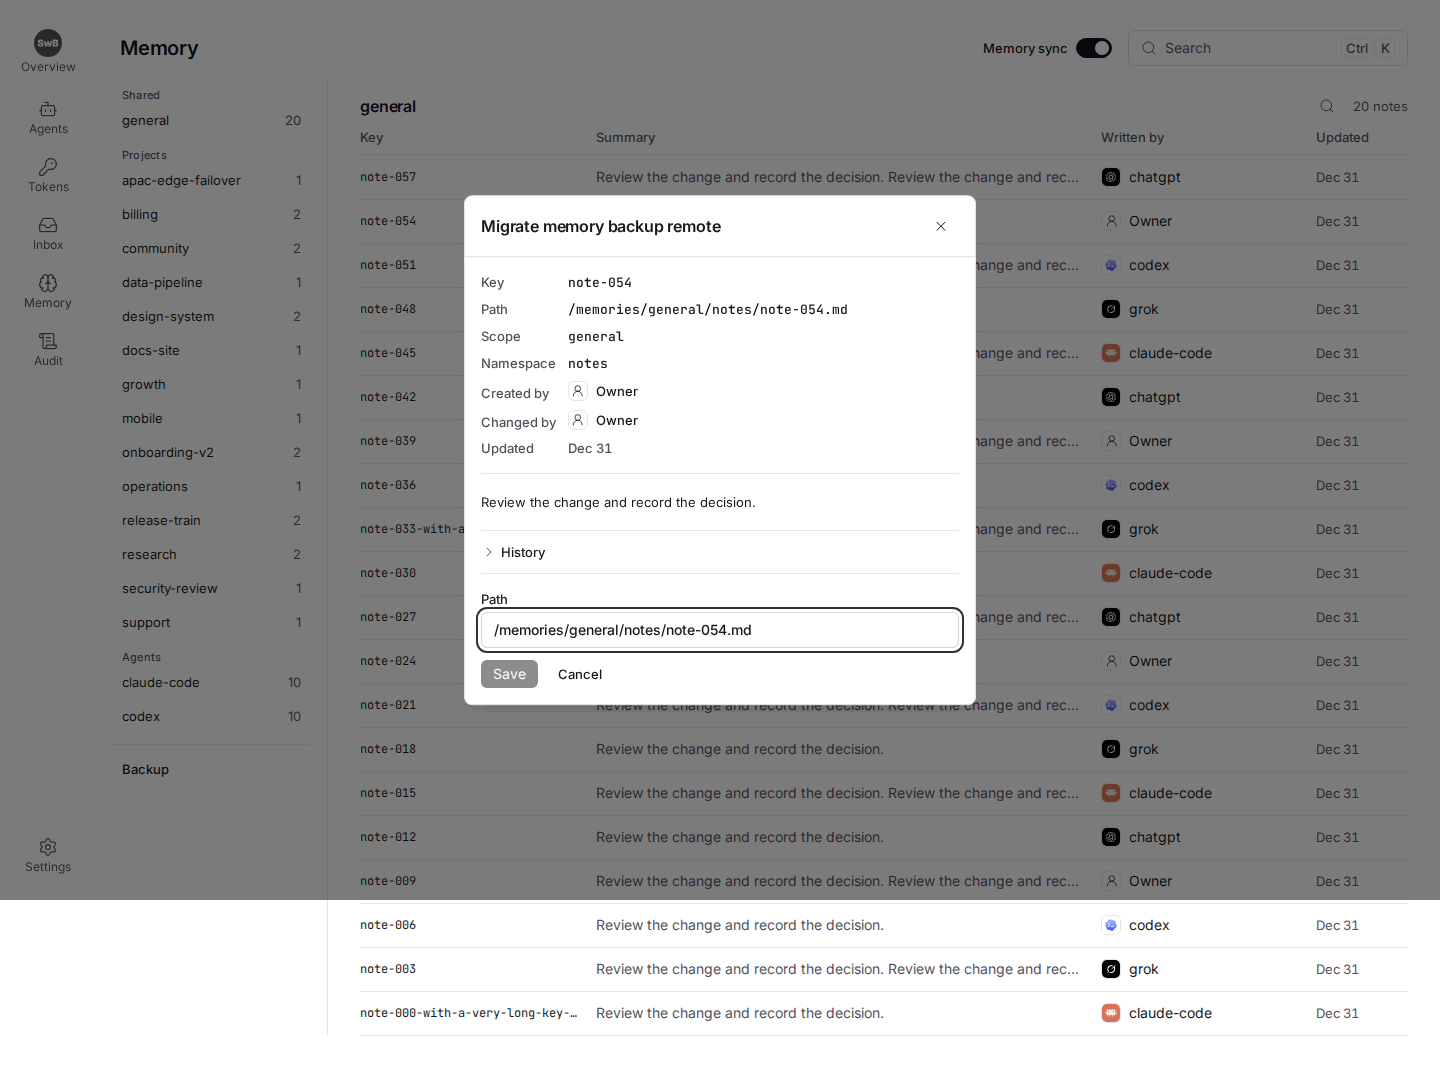 SwB
Overview
Agents
Tokens
Inbox
Memory
Audit
Settings
Memory
Memory sync
Search
Ctrl K
Shared
general 20
Projects
apac-edge-failover 1
billing 2
community 2
data-pipeline 1
design-system 2
docs-site 1
growth 1
mobile 1
onboarding-v2 2
operations 1
release-train 2
research 2
security-review 1
support 1
Agents
claude-code 10
codex 10
Backup
general
20 notes
Key Summary Written by Updated
note-057 Review the change and record the decision. Review the change and rec... chatgpt Dec 31
note-054 Owner Dec 31
note-051 ange and rec... codex Dec 31
note-048 grok Dec 31
note-045 ange and rec... claude-code Dec 31
note-042 chatgpt Dec 31
note-039 ange and rec... Owner Dec 31
note-036 codex Dec 31
note-033-with-a ange and rec... grok Dec 31
note-030 claude-code Dec 31
note-027 ange and rec... chatgpt Dec 31
note-024 Owner Dec 31
note-021 Review the change and record the decision. Review the change and rec... codex Dec 31
note-018 Review the change and record the decision. grok Dec 31
note-015 Review the change and record the decision. Review the change and rec... claude-code Dec 31
note-012 Review the change and record the decision. chatgpt Dec 31
note-009 Review the change and record the decision. Review the change and rec... Owner Dec 31
note-006 Review the change and record the decision. codex Dec 31
note-003 Review the change and record the decision. Review the change and rec... grok Dec 31
note-000-with-a-very-long-key-… Review the change and record the decision. claude-code Dec 31
Migrate memory backup remote
Key note-054
Path /memories/general/notes/note-054.md
Scope general
Namespace notes
Created by Owner
Changed by Owner
Updated Dec 31
Review the change and record the decision.
History
Path
/memories/general/notes/note-054.md
Save Cancel